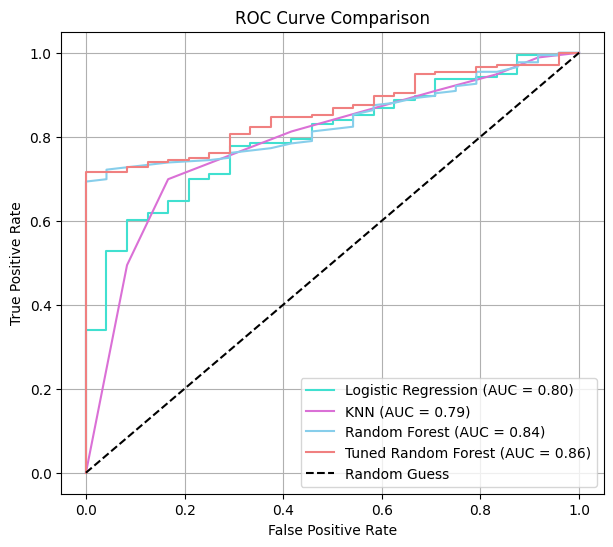 ROC Curve Comparison
True Positive Rate
1.0
0.8
0.6
0.4
0.2
0.0
0.0
0.2
0.4
0.6
0.8
1.0
False Positive Rate
Logistic Regression (AUC = 0.80)
KNN (AUC = 0.79)
Random Forest (AUC = 0.84)
Tuned Random Forest (AUC = 0.86)
Random Guess